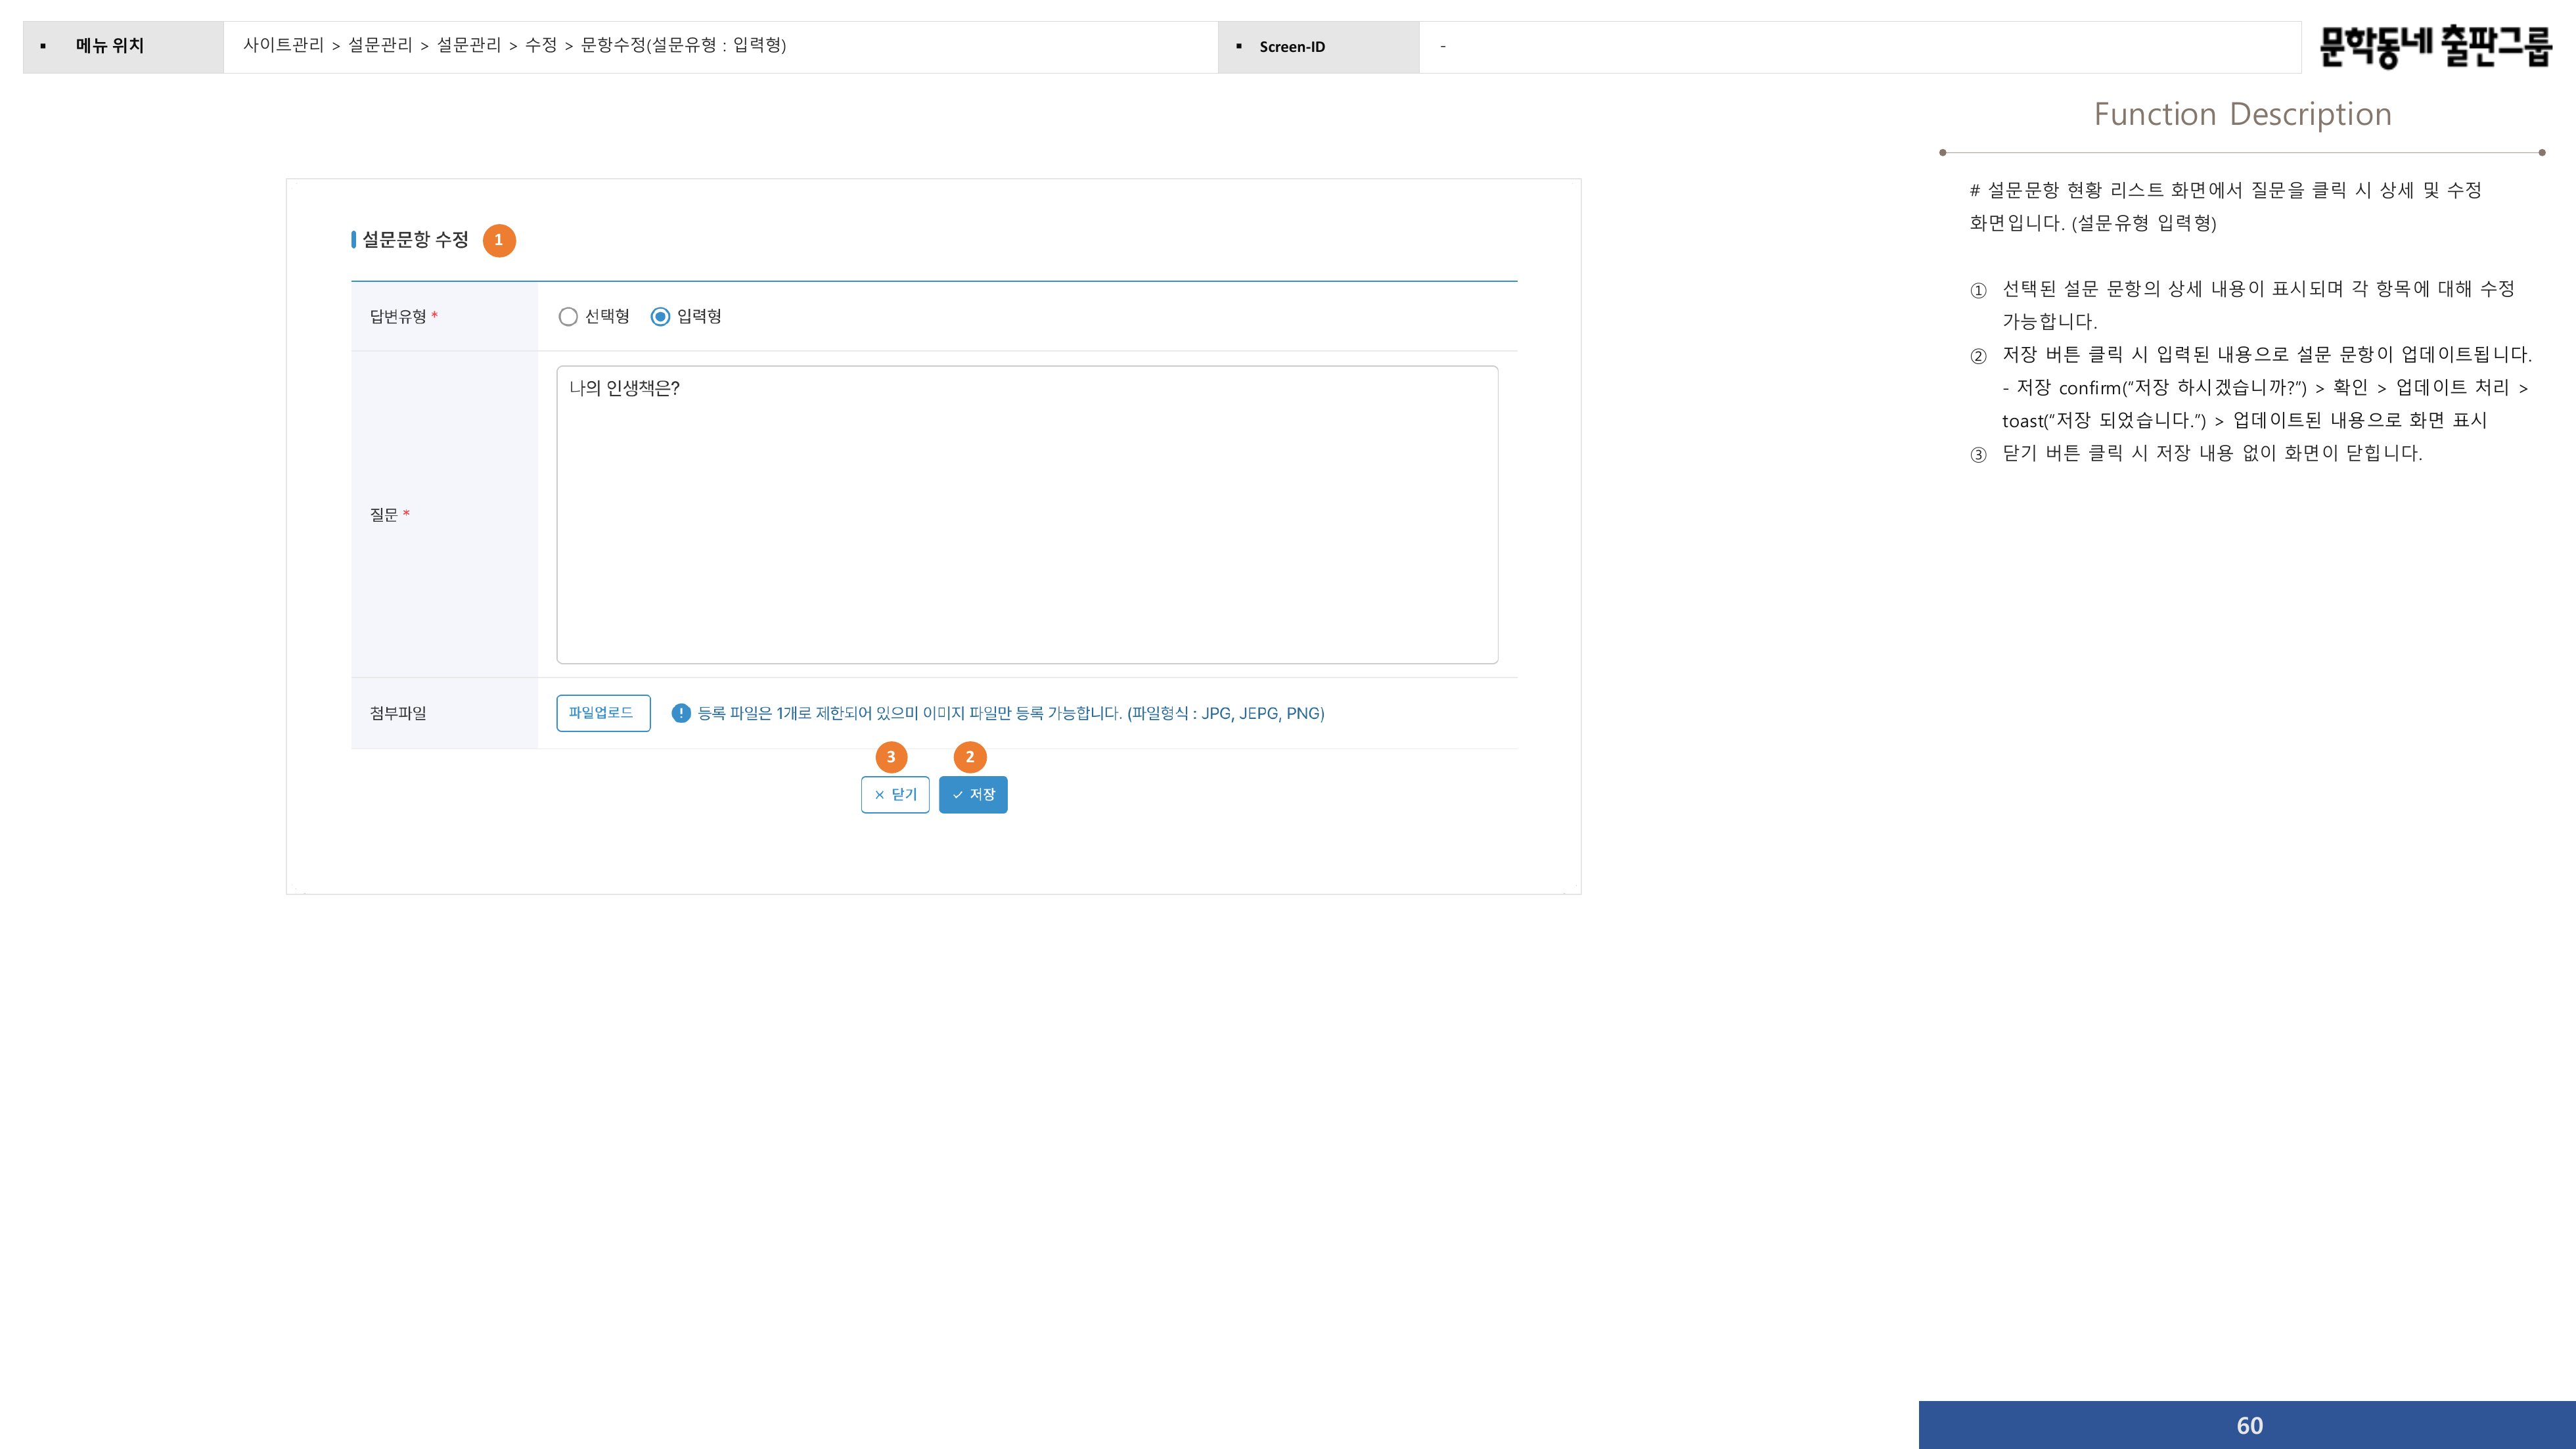 ▪ 메뉴 위치
사이트관리 > 설문관리 > 설문관리 > 수정 > 문항수정(설문유형 : 입력형)
▪ Screen-ID
-
문학동네 출판그룹
Function Description
# 설문문항 현황 리스트 화면에서 질문을 클릭 시 상세 및 수정
화면입니다. (설문유형 입력형)
① 선택된 설문 문항의 상세 내용이 표시되며 각 항목에 대해 수정
가능합니다.
② 저장 버튼 클릭 시 입력된 내용으로 설문 문항이 업데이트됩니다.
- 저장 confirm(“저장 하시겠습니까?”) > 확인 > 업데이트 처리 >
toast(“저장 되었습니다.”) > 업데이트된 내용으로 화면 표시
③ 닫기 버튼 클릭 시 저장 내용 없이 화면이 닫힙니다.
설문문항 수정 1
답변유형 * 선택형 입력형
나의 인생책은?
질문 *
첨부파일 파일업로드 ! 등록 파일은 1개로 제한되어 있으미 이미지 파일만 등록 가능합니다. (파일형식 : JPG, JEPG, PNG)
3 2
× 닫기 ✓ 저장
60